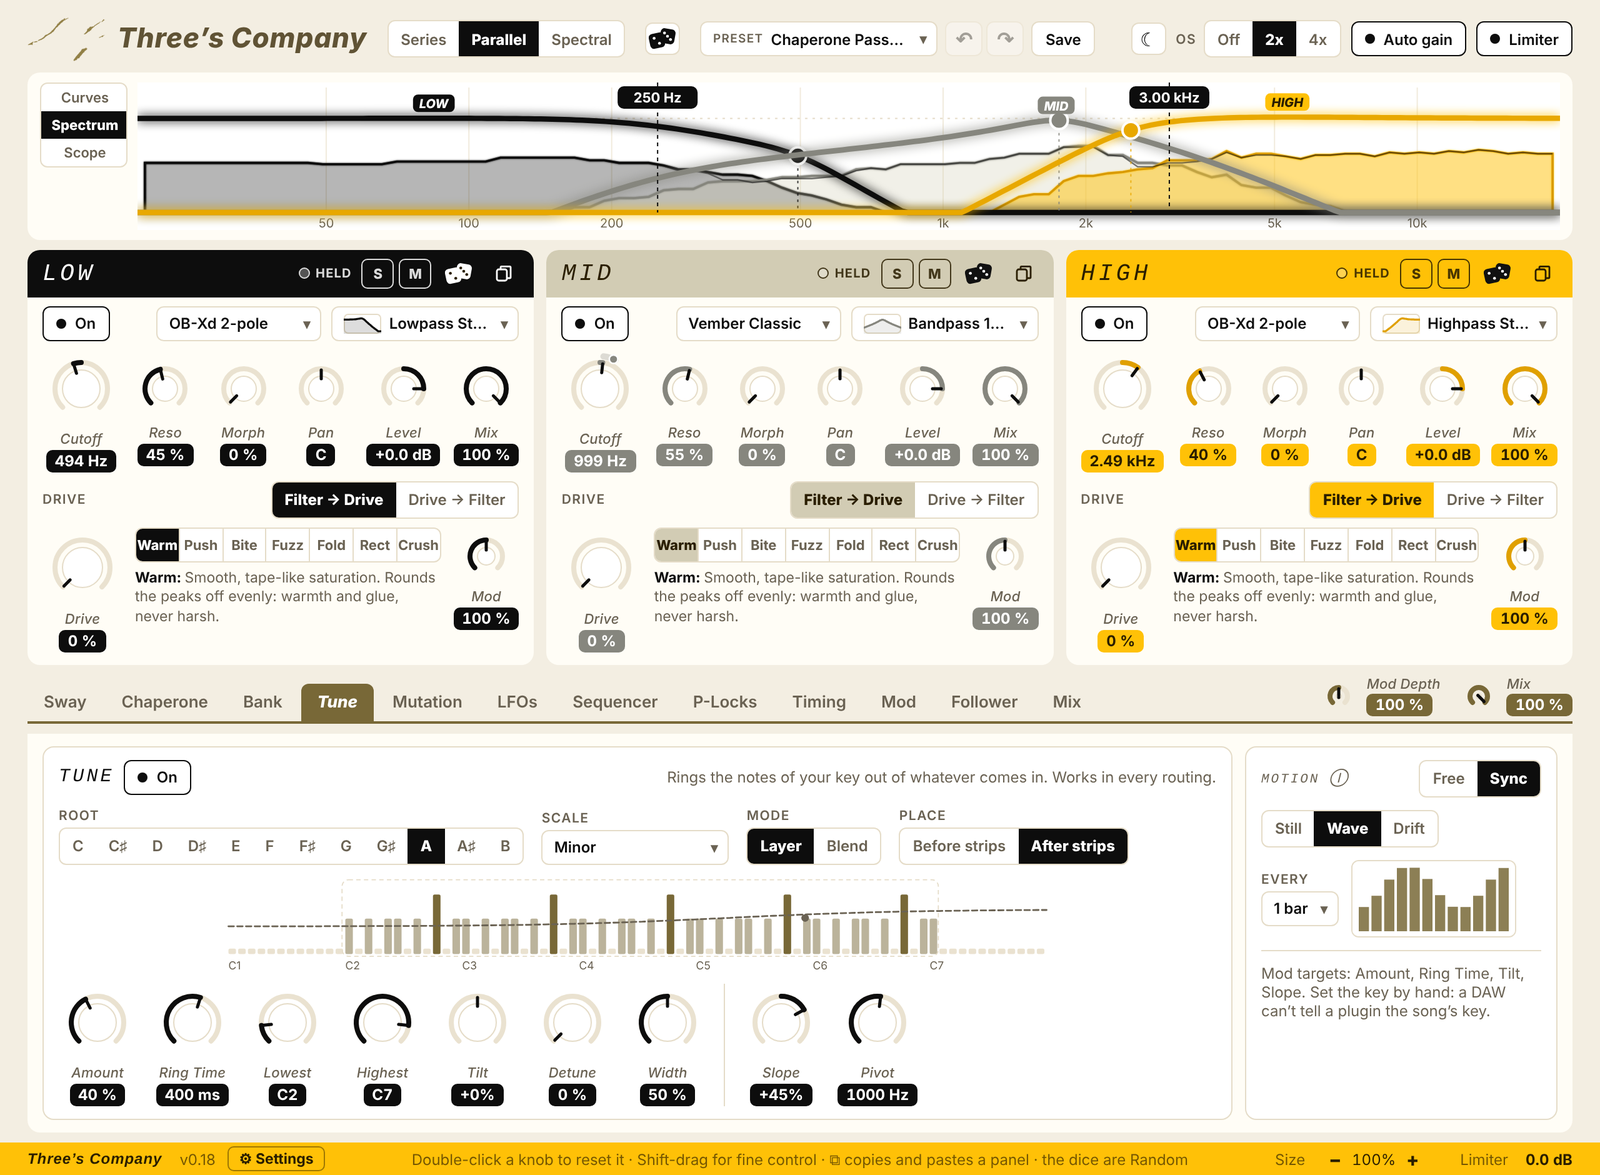 Three's Company
Series Parallel Spectral
PRESET Chaperone Pass... ▾
↶ ↷ Save
☾ OS Off 2x 4x
● Auto gain ● Limiter
Curves
Spectrum
Scope
LOW 250 Hz MID 3.00 kHz HIGH
50 100 200 500 1k 2k 5k 10k
LOW HELD S M
On OB-Xd 2-pole ▾ Lowpass St... ▾
Cutoff Reso Morph Pan Level Mix
494 Hz 45 % 0 % C +0.0 dB 100 %
DRIVE Filter → Drive Drive → Filter
Warm Push Bite Fuzz Fold Rect Crush
Warm: Smooth, tape-like saturation. Rounds
the peaks off evenly: warmth and glue,
never harsh.
Drive Mod
0 % 100 %
MID HELD S M
On Vember Classic ▾ Bandpass 1... ▾
Cutoff Reso Morph Pan Level Mix
999 Hz 55 % 0 % C +0.0 dB 100 %
DRIVE Filter → Drive Drive → Filter
Warm Push Bite Fuzz Fold Rect Crush
Warm: Smooth, tape-like saturation. Rounds
the peaks off evenly: warmth and glue,
never harsh.
Drive Mod
0 % 100 %
HIGH HELD S M
On OB-Xd 2-pole ▾ Highpass St... ▾
Cutoff Reso Morph Pan Level Mix
2.49 kHz 40 % 0 % C +0.0 dB 100 %
DRIVE Filter → Drive Drive → Filter
Warm Push Bite Fuzz Fold Rect Crush
Warm: Smooth, tape-like saturation. Rounds
the peaks off evenly: warmth and glue,
never harsh.
Drive Mod
0 % 100 %
Sway Chaperone Bank Tune Mutation LFOs Sequencer P-Locks Timing Mod Follower Mix
Mod Depth 100 % Mix 100 %
TUNE On Rings the notes of your key out of whatever comes in. Works in every routing.
ROOT SCALE MODE PLACE
C C♯ D D♯ E F F♯ G G♯ A A♯ B Minor ▾ Layer Blend Before strips After strips
C1 C2 C3 C4 C5 C6 C7
Amount Ring Time Lowest Highest Tilt Detune Width Slope Pivot
40 % 400 ms C2 C7 +0% 0 % 50 % +45% 1000 Hz
MOTION i Free Sync
Still Wave Drift
EVERY
1 bar ▾
Mod targets: Amount, Ring Time, Tilt,
Slope. Set the key by hand: a DAW
can't tell a plugin the song's key.
Three's Company v0.18 ⚙ Settings Double-click a knob to reset it · Shift-drag for fine control · ⧉ copies and pastes a panel · the dice are Random Size − 100% + Limiter 0.0 dB